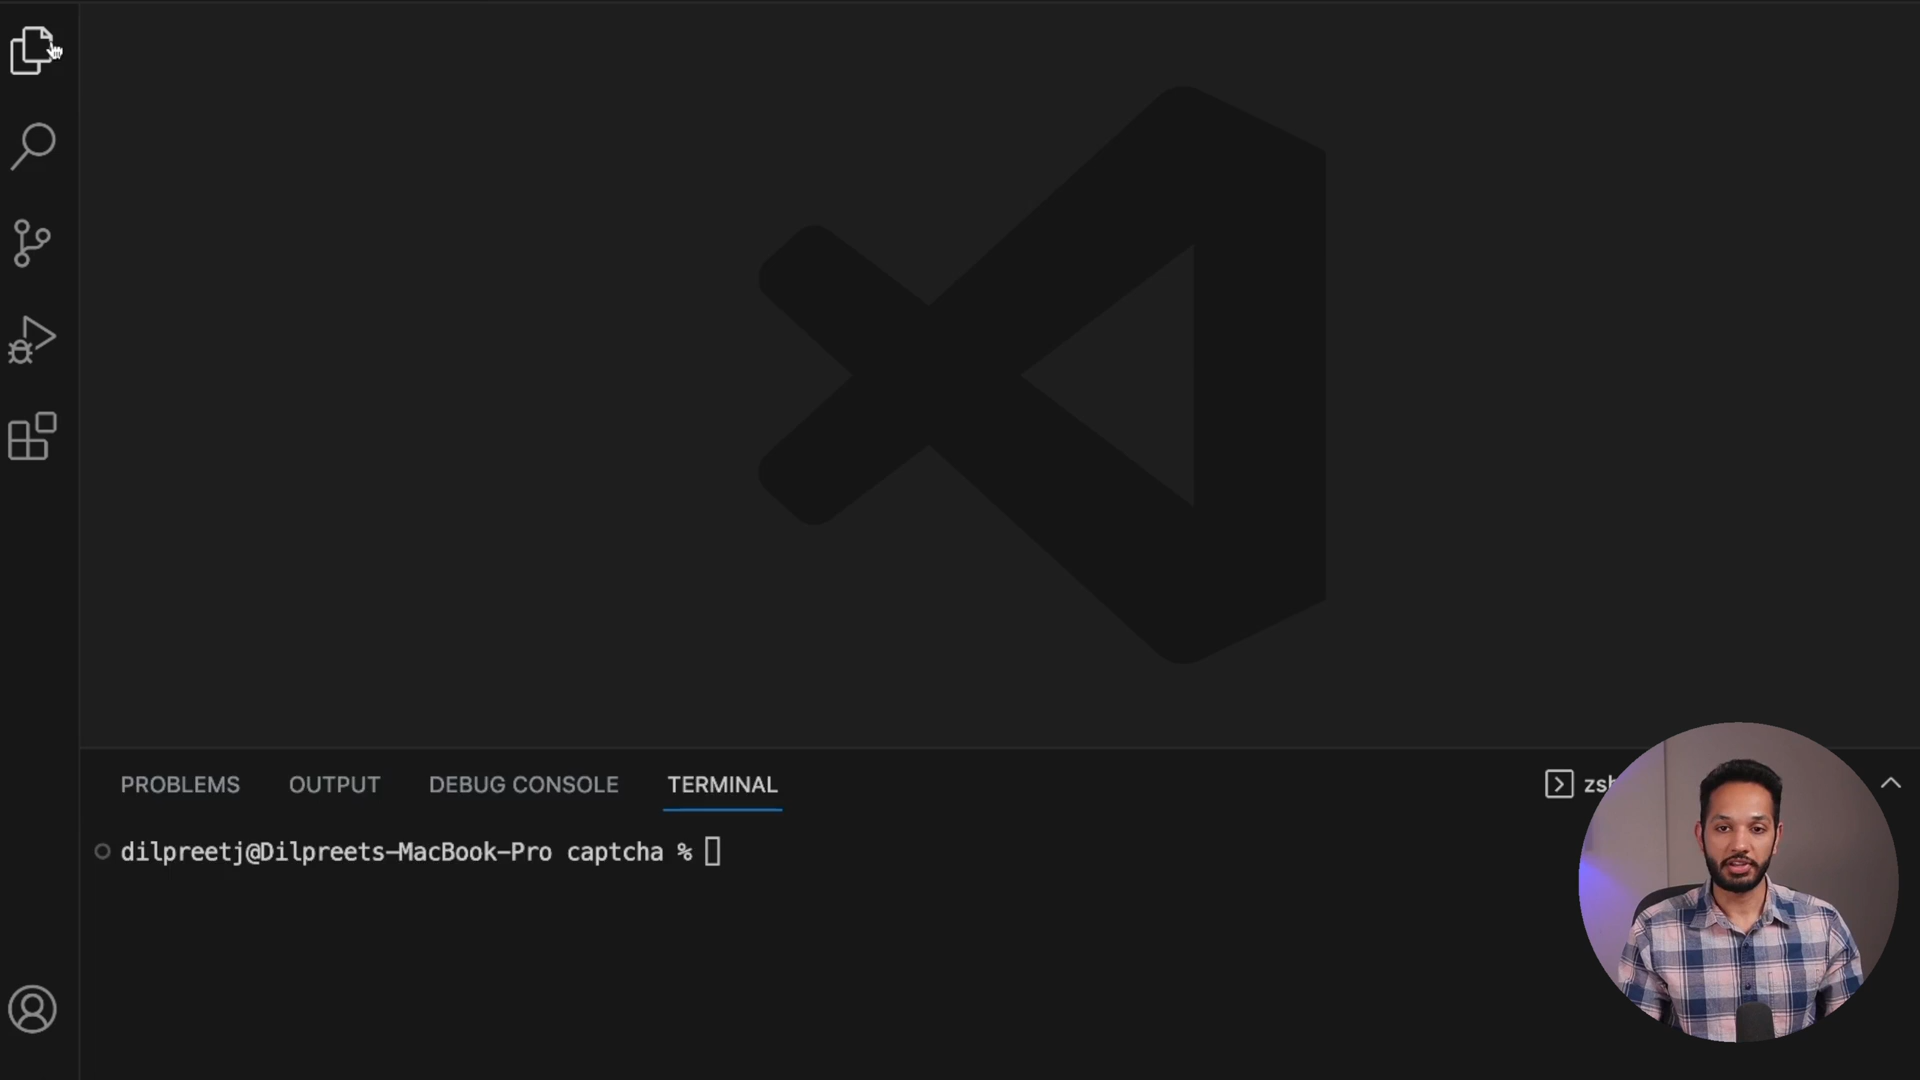 PROBLEMS OUTPUT DEBUG CONSOLE TERMINAL
dilpreetj@Dilpreets-MacBook-Pro captcha %